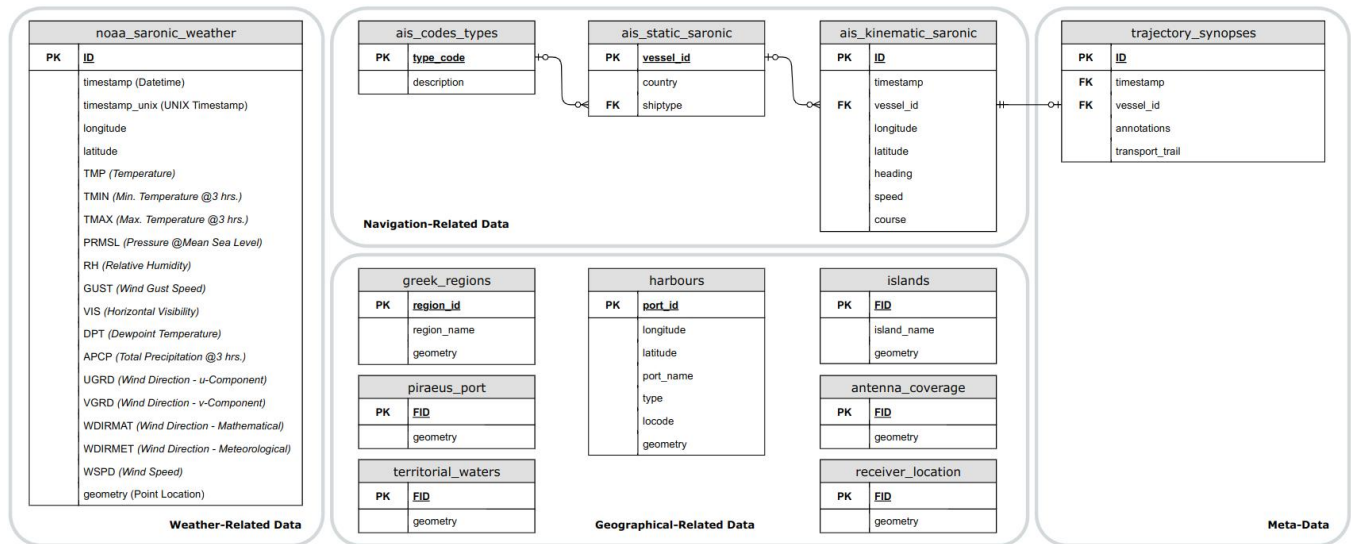 noaa_saronic_weather
PK ID
timestamp (Datetime)
timestamp_unix (UNIX Timestamp)
longitude
latitude
TMP (Temperature)
TMIN (Min. Temperature @3 hrs.)
TMAX (Max. Temperature @3 hrs.)
PRMSL (Pressure @Mean Sea Level)
RH (Relative Humidity)
GUST (Wind Gust Speed)
VIS (Horizontal Visibility)
DPT (Dewpoint Temperature)
APCP (Total Precipitation @3 hrs.)
UGRD (Wind Direction - u-Component)
VGRD (Wind Direction - v-Component)
WDIRMAT (Wind Direction - Mathematical)
WDIRMET (Wind Direction - Meteorological)
WSPD (Wind Speed)
geometry (Point Location)
Weather-Related Data
ais_codes_types
PK type_code
description
ais_static_saronic
PK vessel_id
country
FK shiptype
ais_kinematic_saronic
PK ID
timestamp
FK vessel_id
longitude
latitude
heading
speed
course
Navigation-Related Data
greek_regions
PK region_id
region_name
geometry
piraeus_port
PK FID
geometry
territorial_waters
PK FID
geometry
harbours
PK port_id
longitude
latitude
port_name
type
locode
geometry
islands
PK FID
island_name
geometry
antenna_coverage
PK FID
geometry
receiver_location
PK FID
geometry
Geographical-Related Data
trajectory_synopses
PK ID
FK timestamp
FK vessel_id
annotations
transport_trail
Meta-Data